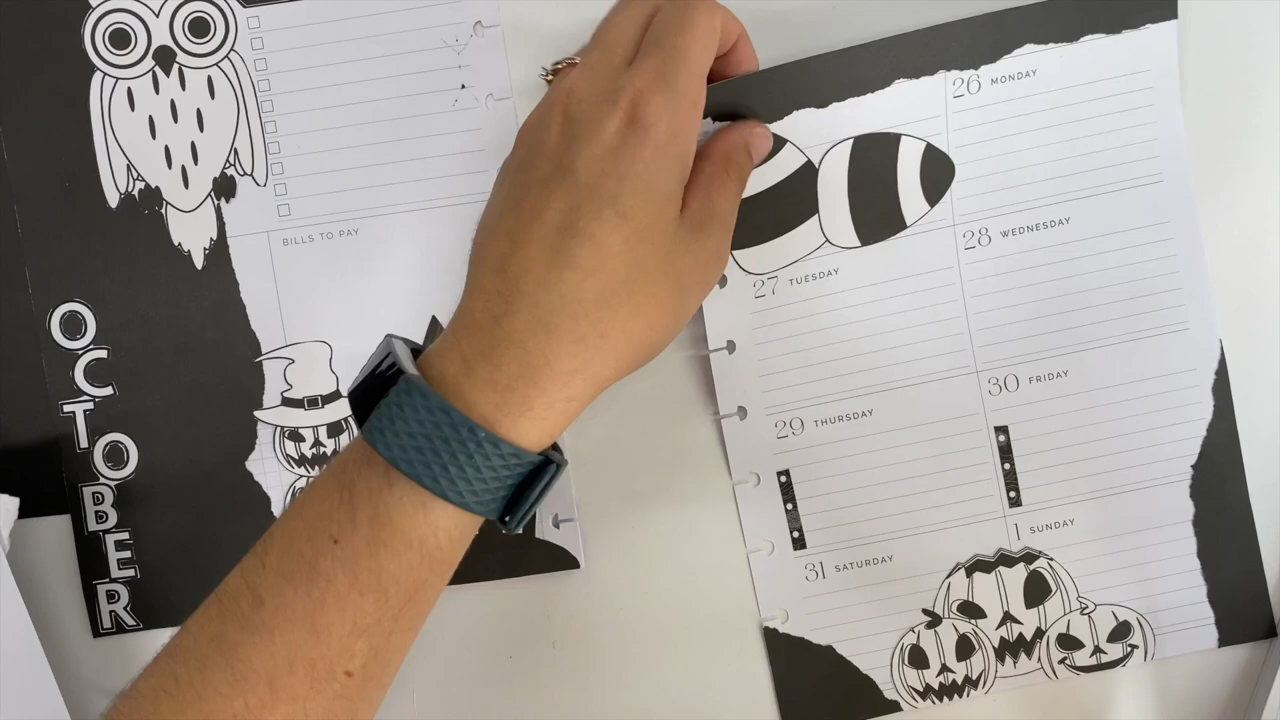 BILLS TO PAY
OCTOBER
26 MONDAY
27 TUESDAY
28 WEDNESDAY
29 THURSDAY
30 FRIDAY
31 SATURDAY
1 SUNDAY